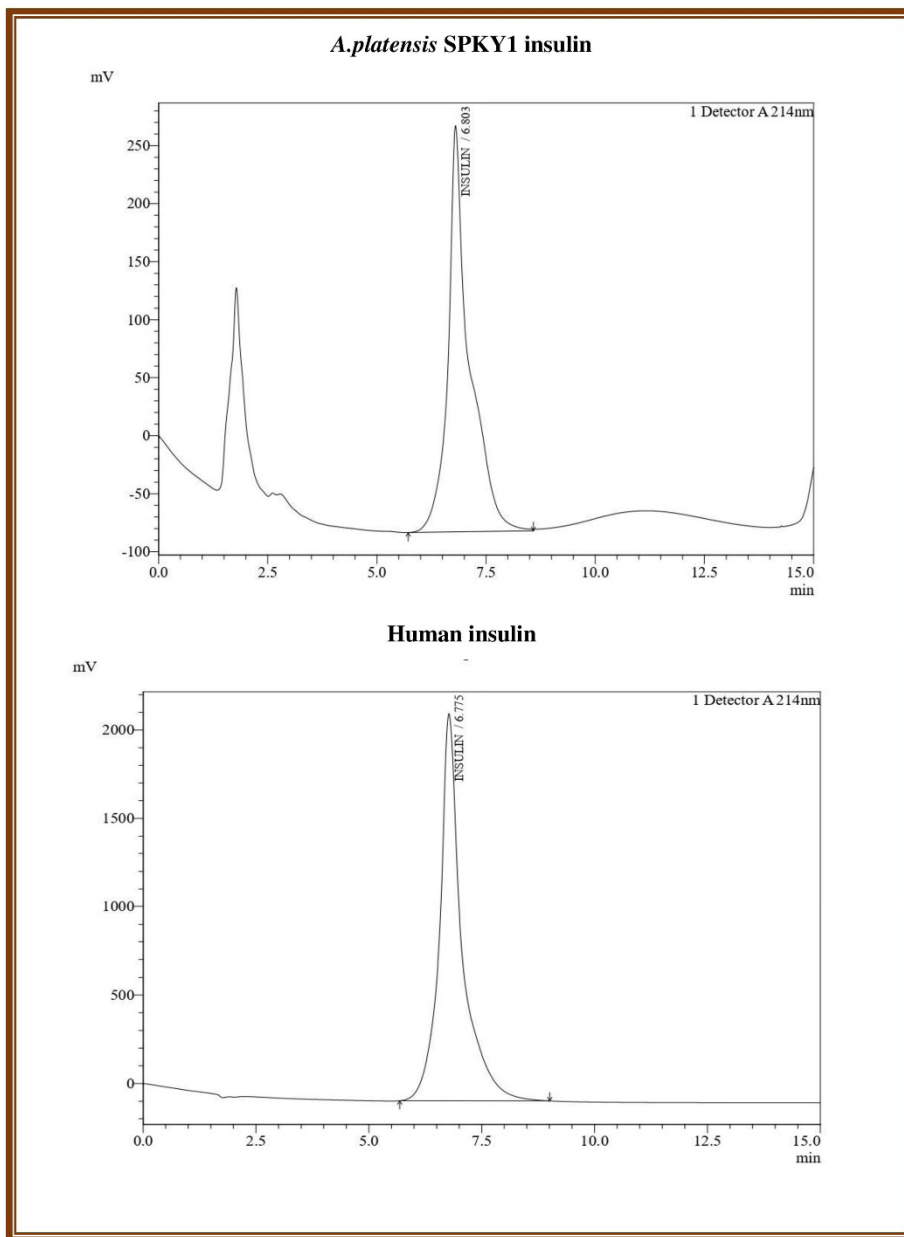 A.platensis SPKY1 insulin
mV
1 Detector A 214nm
INSULIN / 6.803
250
200
150
100
50
0
-50
-100
0.0 2.5 5.0 7.5 10.0 12.5 15.0
min
Human insulin
mV
1 Detector A 214nm
INSULIN / 6.775
2000
1500
1000
500
0
0.0 2.5 5.0 7.5 10.0 12.5 15.0
min